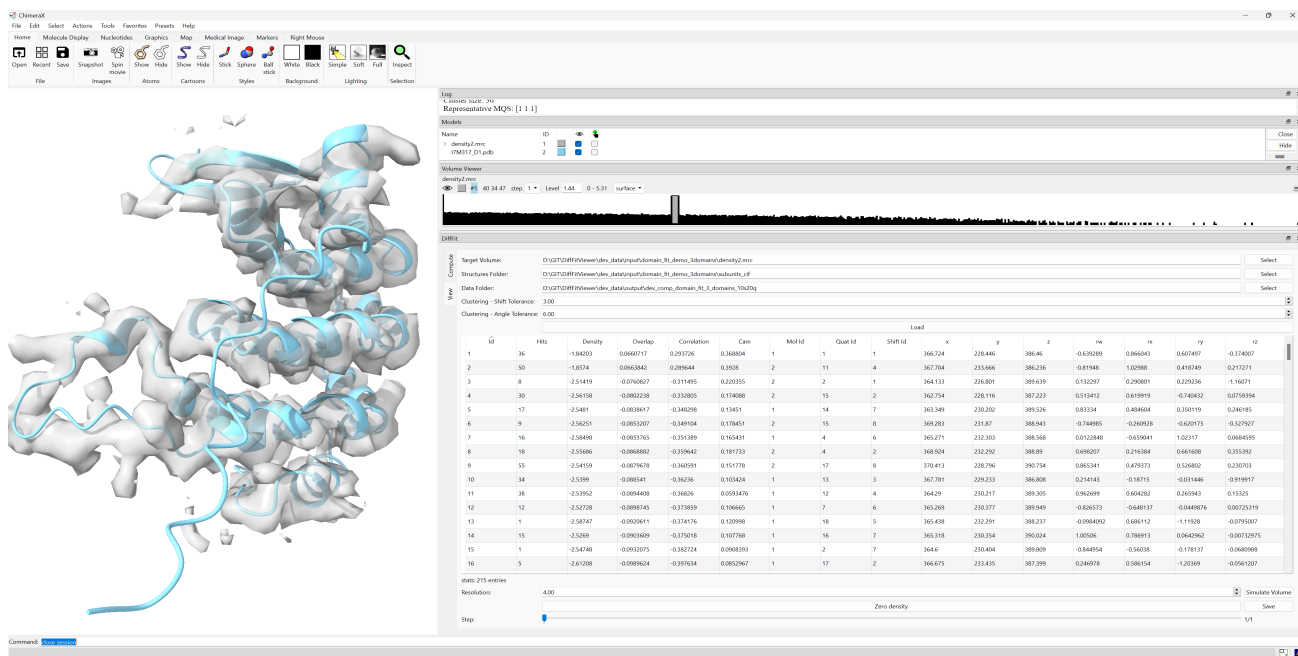 ChimeraX
File Edit Select Actions Tools Favorites Presets Help
Home Molecule Display Nucleotides Graphics Map Medical Image Markers Right Mouse
Open Recent Save Snapshot Spin movie Show Hide Show Hide Stick Sphere Ball stick White Black Simple Soft Full Inspect
File Images Atoms Cartoons Styles Background Lighting Selection
Log
Cluster size: 36
Representative MQS: [1 1 1]
Models
Name ID Close
density2.mrc 1 Hide
I7M317_D1.pdb 2
Volume Viewer
density2.mrc
#1 40 34 47 step 1 Level 1.44 0 - 5.31 surface
DiffFit
Compute
View
Target Volume: D:\GIT\DiffFitViewer\dev_data\input\domain_fit_demo_3domains\density2.mrc Select
Structures Folder: D:\GIT\DiffFitViewer\dev_data\input\domain_fit_demo_3domains\subunits_cif Select
Data Folder: D:\GIT\DiffFitViewer\dev_data\output\dev_comp_domain_fit_3_domains_10s20q Select
Clustering - Shift Tolerance: 3.00
Clustering - Angle Tolerance: 6.00
Load
Id Hits Density Overlap Correlation Cam Mol Id Quat Id Shift Id x y z rw rx ry rz
1 36 -1.84203 0.0660717 0.293726 0.368804 1 1 1 366.724 228.446 386.46 -0.639289 0.866043 0.607497 -0.374007
2 50 -1.8574 0.0663842 0.289644 0.3928 2 11 4 367.704 233.666 386.236 -0.81948 1.02988 0.418749 0.217271
3 8 -2.51419 -0.0760827 -0.311495 0.220355 2 2 1 364.133 226.801 389.639 0.132297 0.290801 0.229236 -1.16071
4 30 -2.56158 -0.0802238 -0.332805 0.174088 2 15 2 362.754 228.116 387.223 0.513412 0.619919 -0.740432 0.0759394
5 17 -2.5481 -0.0838617 -0.348298 0.13451 1 14 7 363.349 230.202 389.526 0.83334 0.484604 0.350119 0.246185
6 9 -2.56251 -0.0853207 -0.349104 0.178451 2 15 8 369.283 231.87 388.943 -0.744985 -0.260928 -0.620175 -0.327927
7 16 -2.58498 -0.0853765 -0.351389 0.165431 1 4 6 365.271 232.303 388.568 0.0122848 -0.659041 1.02317 0.0684595
8 18 -2.55686 -0.0868882 -0.359642 0.181733 2 4 2 368.924 232.292 388.89 0.698207 0.216384 0.661608 0.355392
9 55 -2.54159 -0.0879678 -0.360591 0.151778 2 17 8 370.413 228.796 390.754 0.865341 0.479373 0.526802 0.230703
10 34 -2.5399 -0.088541 -0.36236 0.103424 1 13 3 367.781 229.233 386.808 0.214143 -0.18715 -0.031446 -0.919917
11 38 -2.53952 -0.0894408 -0.36826 0.0593476 1 12 4 364.29 230.217 389.305 0.962699 0.604282 0.265943 0.15325
12 12 -2.52728 -0.0898745 -0.373859 0.106665 1 7 6 365.269 230.377 389.949 -0.826573 -0.648137 -0.0449876 0.00725319
13 1 -2.58747 -0.0920611 -0.374176 0.120998 1 18 5 365.438 232.291 388.237 -0.0984092 0.686112 -1.11928 -0.0795007
14 15 -2.5269 -0.0903609 -0.375018 0.107768 1 16 7 365.318 230.354 390.024 1.00506 0.786913 0.0642962 -0.00732975
15 1 -2.54748 -0.0932075 -0.382724 0.0908393 1 2 7 364.6 230.404 389.809 -0.844954 -0.56038 -0.178137 -0.0680988
16 5 -2.61208 -0.0989624 -0.397634 0.0852967 1 17 2 366.675 233.435 387.399 0.246978 0.586154 -1.20369 -0.0561207
stats: 215 entries
Resolution: 4.00 Simulate Volume
Zero density Save
Step: 1/1
Command: close session